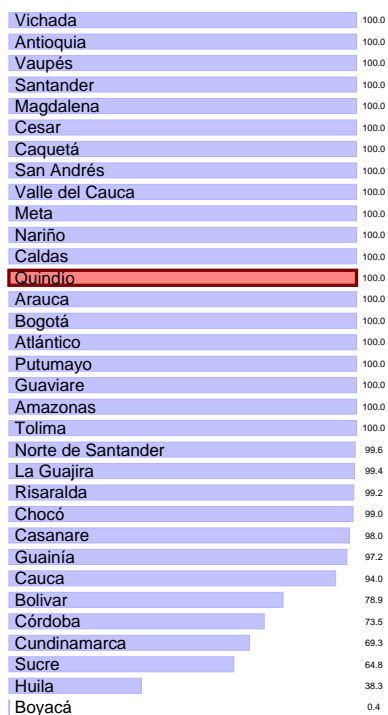 Vichada 100.0
Antioquia 100.0
Vaupés 100.0
Santander 100.0
Magdalena 100.0
Cesar 100.0
Caquetá 100.0
San Andrés 100.0
Valle del Cauca 100.0
Meta 100.0
Nariño 100.0
Caldas 100.0
Quindío 100.0
Arauca 100.0
Bogotá 100.0
Atlántico 100.0
Putumayo 100.0
Guaviare 100.0
Amazonas 100.0
Tolima 100.0
Norte de Santander 99.6
La Guajira 99.4
Risaralda 99.2
Chocó 99.0
Casanare 98.0
Guainía 97.2
Cauca 94.0
Bolivar 78.9
Córdoba 73.5
Cundinamarca 69.3
Sucre 64.8
Huila 38.3
Boyacá 0.4